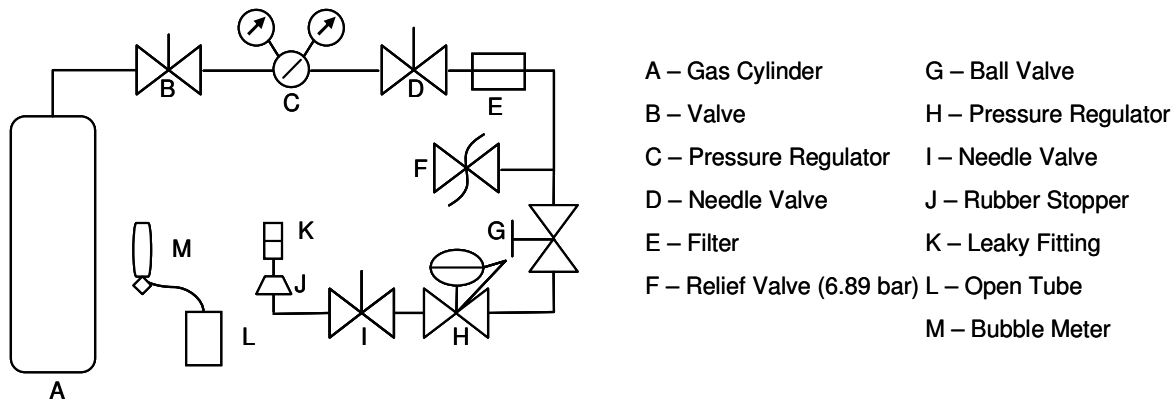 B
C
D
E
F
G
K
M
J
L
I
H
A
A – Gas Cylinder
B – Valve
C – Pressure Regulator
D – Needle Valve
E – Filter
F – Relief Valve (6.89 bar)
G – Ball Valve
H – Pressure Regulator
I – Needle Valve
J – Rubber Stopper
K – Leaky Fitting
L – Open Tube
M – Bubble Meter